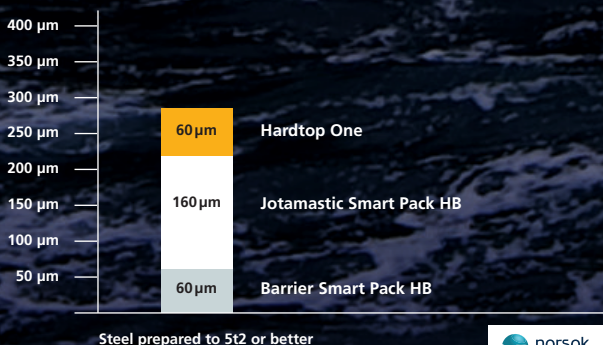 400 µm
350 µm
300 µm
250 µm
200 µm
150 µm
100 µm
50 µm
60 µm Hardtop One
160 µm Jotamastic Smart Pack HB
60 µm Barrier Smart Pack HB
Steel prepared to 5t2 or better
norsok